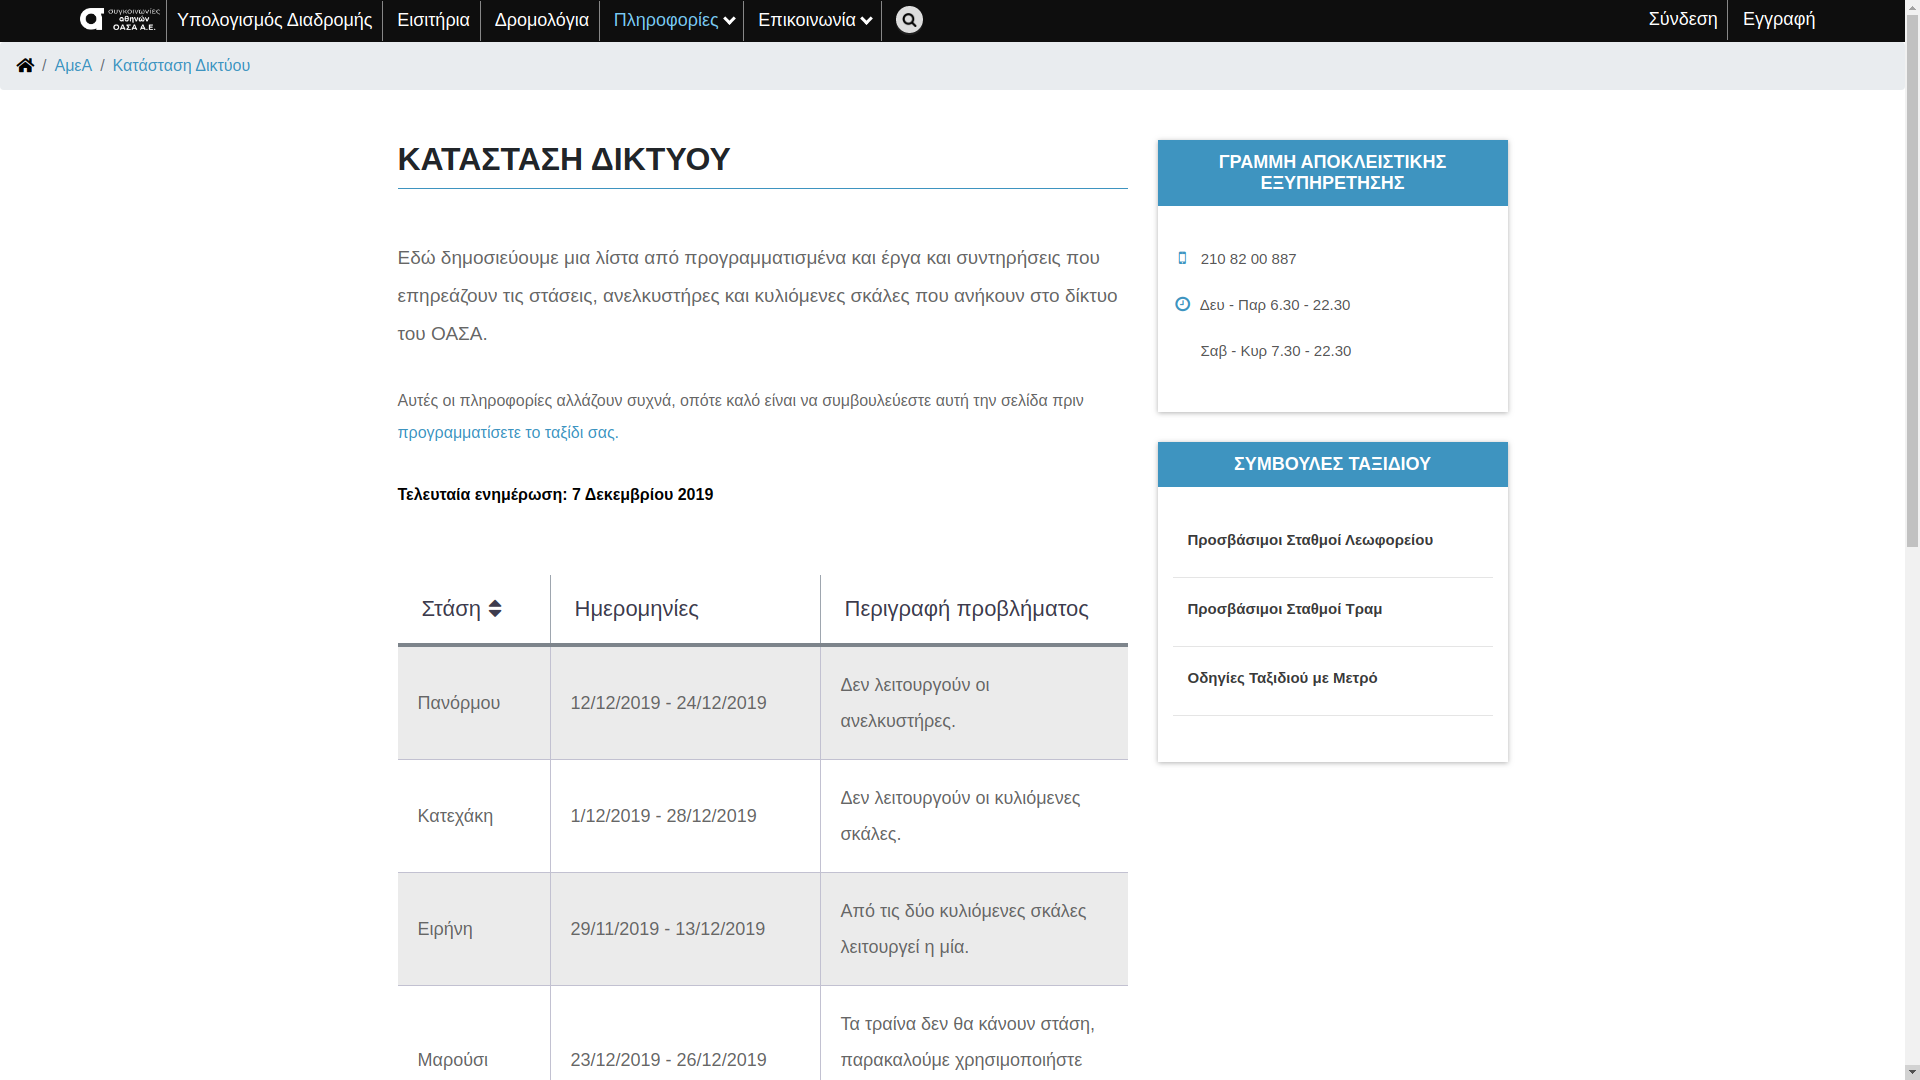 συγκοινωνίες
αθηνών
ΟΑΣΑ Α.Ε.
Υπολογισμός Διαδρομής
Εισιτήρια
Δρομολόγια
Πληροφορίες
Επικοινωνία
Σύνδεση
Εγγραφή
/ ΑμεΑ / Κατάσταση Δικτύου
ΚΑΤΑΣΤΑΣΗ ΔΙΚΤΥΟΥ
Εδώ δημοσιεύουμε μια λίστα από προγραμματισμένα και έργα και συντηρήσεις που
επηρεάζουν τις στάσεις, ανελκυστήρες και κυλιόμενες σκάλες που ανήκουν στο δίκτυο
του ΟΑΣΑ.
Αυτές οι πληροφορίες αλλάζουν συχνά, οπότε καλό είναι να συμβουλεύεστε αυτή την σελίδα πριν
προγραμματίσετε το ταξίδι σας.
Τελευταία ενημέρωση: 7 Δεκεμβρίου 2019
Στάση
Ημερομηνίες
Περιγραφή προβλήματος
Πανόρμου
12/12/2019 - 24/12/2019
Δεν λειτουργούν οι
ανελκυστήρες.
Κατεχάκη
1/12/2019 - 28/12/2019
Δεν λειτουργούν οι κυλιόμενες
σκάλες.
Ειρήνη
29/11/2019 - 13/12/2019
Από τις δύο κυλιόμενες σκάλες
λειτουργεί η μία.
Μαρούσι
23/12/2019 - 26/12/2019
Τα τραίνα δεν θα κάνουν στάση,
παρακαλούμε χρησιμοποιήστε
ΓΡΑΜΜΗ ΑΠΟΚΛΕΙΣΤΙΚΗΣ
ΕΞΥΠΗΡΕΤΗΣΗΣ
210 82 00 887
Δευ - Παρ 6.30 - 22.30
Σαβ - Κυρ 7.30 - 22.30
ΣΥΜΒΟΥΛΕΣ ΤΑΞΙΔΙΟΥ
Προσβάσιμοι Σταθμοί Λεωφορείου
Προσβάσιμοι Σταθμοί Τραμ
Οδηγίες Ταξιδιού με Μετρό